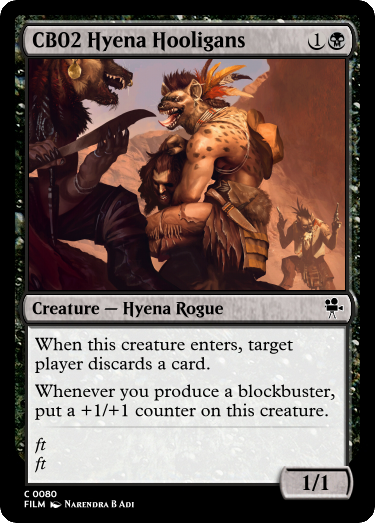 CB02 Hyena Hooligans 1
Creature — Hyena Rogue
When this creature enters, target
player discards a card.
Whenever you produce a blockbuster,
put a +1/+1 counter on this creature.
ft
ft
1/1
C 0080
FILM Narendra B Adi